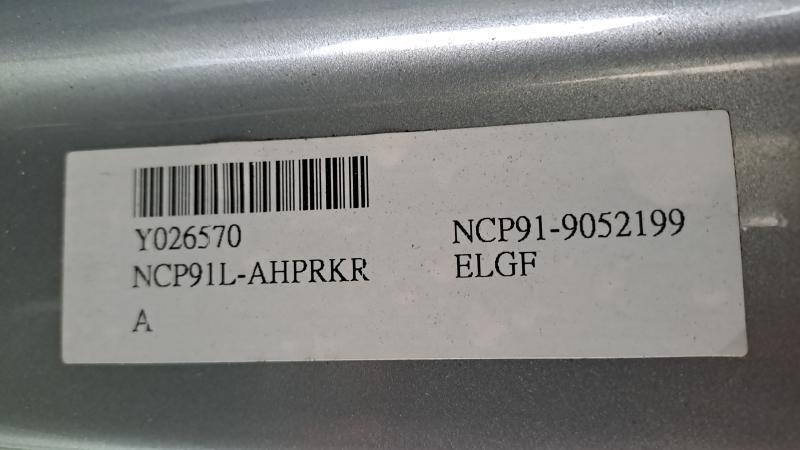 Y026570 NCP91-9052199
NCP91L-AHPRKR ELGF
A